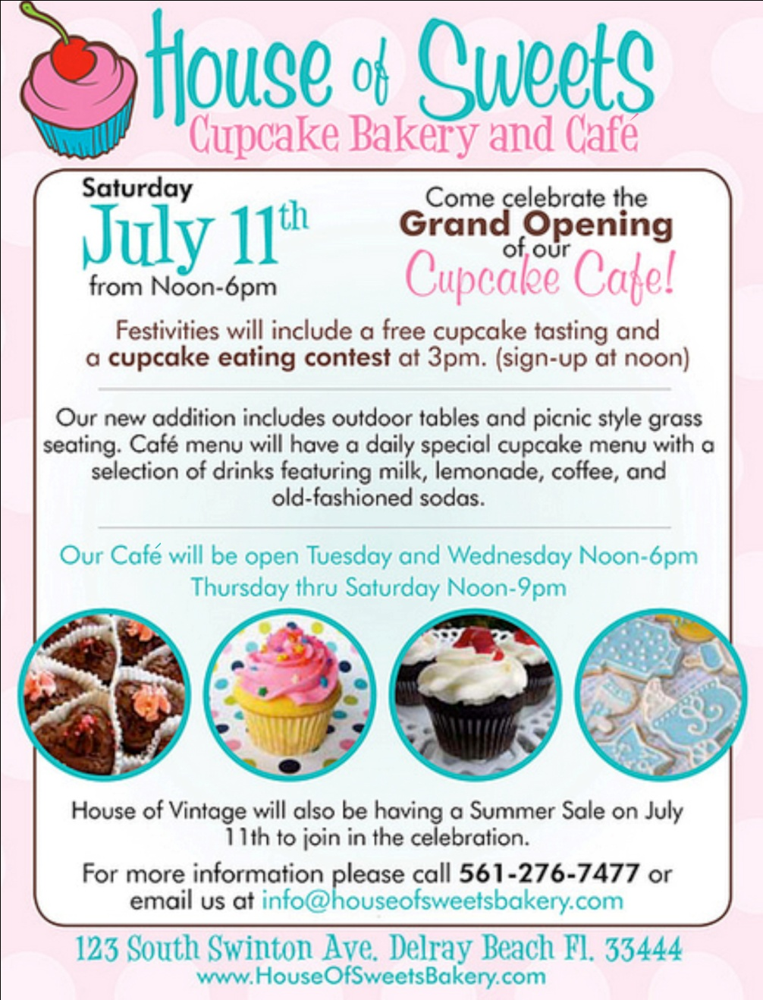 House of Sweets
Cupcake Bakery and Café
Saturday
July 11th
from Noon-6pm
Come celebrate the
Grand Opening
of our
Cupcake Cafe!
Festivities will include a free cupcake tasting and
a cupcake eating contest at 3pm. (sign-up at noon)
Our new addition includes outdoor tables and picnic style grass
seating. Café menu will have a daily special cupcake menu with a
selection of drinks featuring milk, lemonade, coffee, and
old-fashioned sodas.
Our Café will be open Tuesday and Wednesday Noon-6pm
Thursday thru Saturday Noon-9pm
House of Vintage will also be having a Summer Sale on July
11th to join in the celebration.
For more information please call 561-276-7477 or
email us at info@houseofsweetsbakery.com
123 South Swinton Ave. Delray Beach Fl. 33444
www.HouseOfSweetsBakery.com